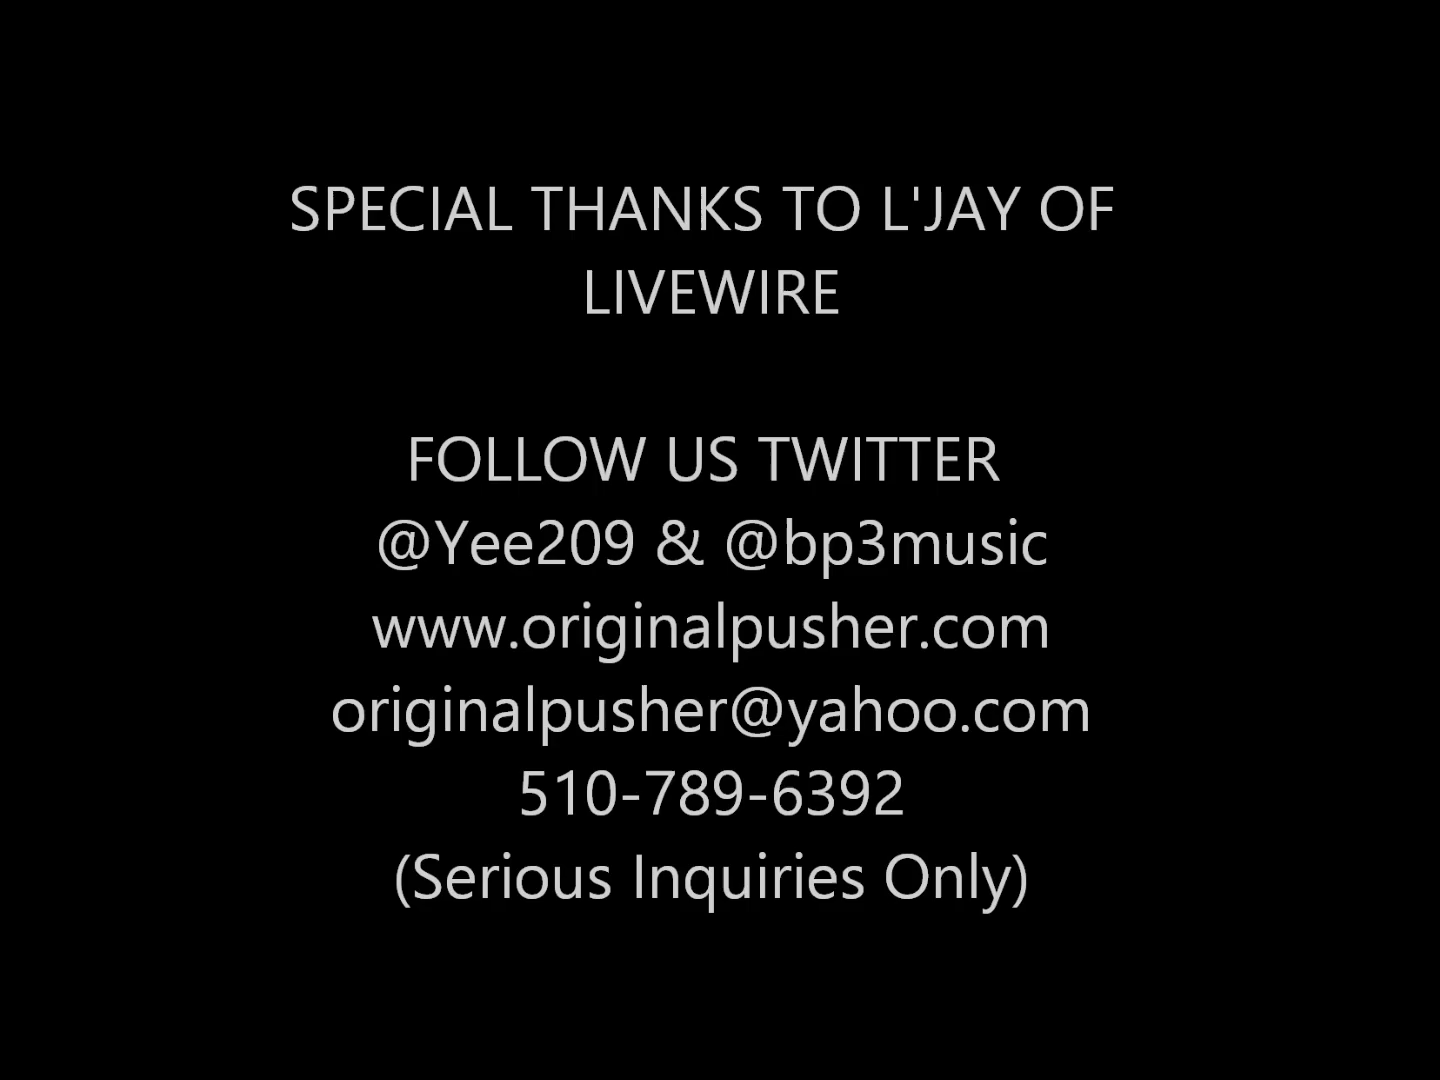 SPECIAL THANKS TO L'JAY OF
LIVEWIRE
FOLLOW US TWITTER
@Yee209 & @bp3music
www.originalpusher.com
originalpusher@yahoo.com
510-789-6392
(Serious Inquiries Only)